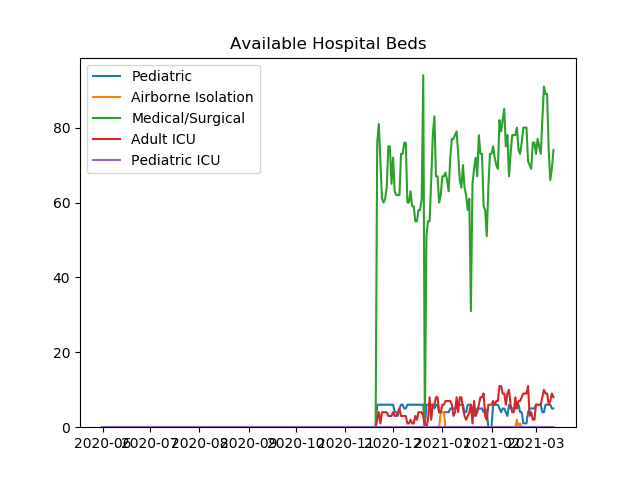 Available Hospital Beds
Pediatric
Airborne Isolation
Medical/Surgical
Adult ICU
Pediatric ICU
80
60
40
20
0
2020-06
2020-07
2020-08
2020-09
2020-10
2020-11
2020-12
2021-01
2021-02
2021-03